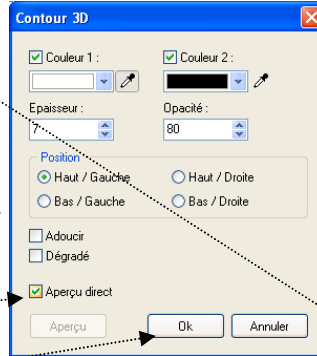 Contour 3D
Couleur 1 : Couleur 2 :
Epaisseur : Opacité :
7 80
Position
Haut / Gauche Haut / Droite
Bas / Gauche Bas / Droite
Adoucir
Dégradé
Aperçu direct
Aperçu Ok Annuler